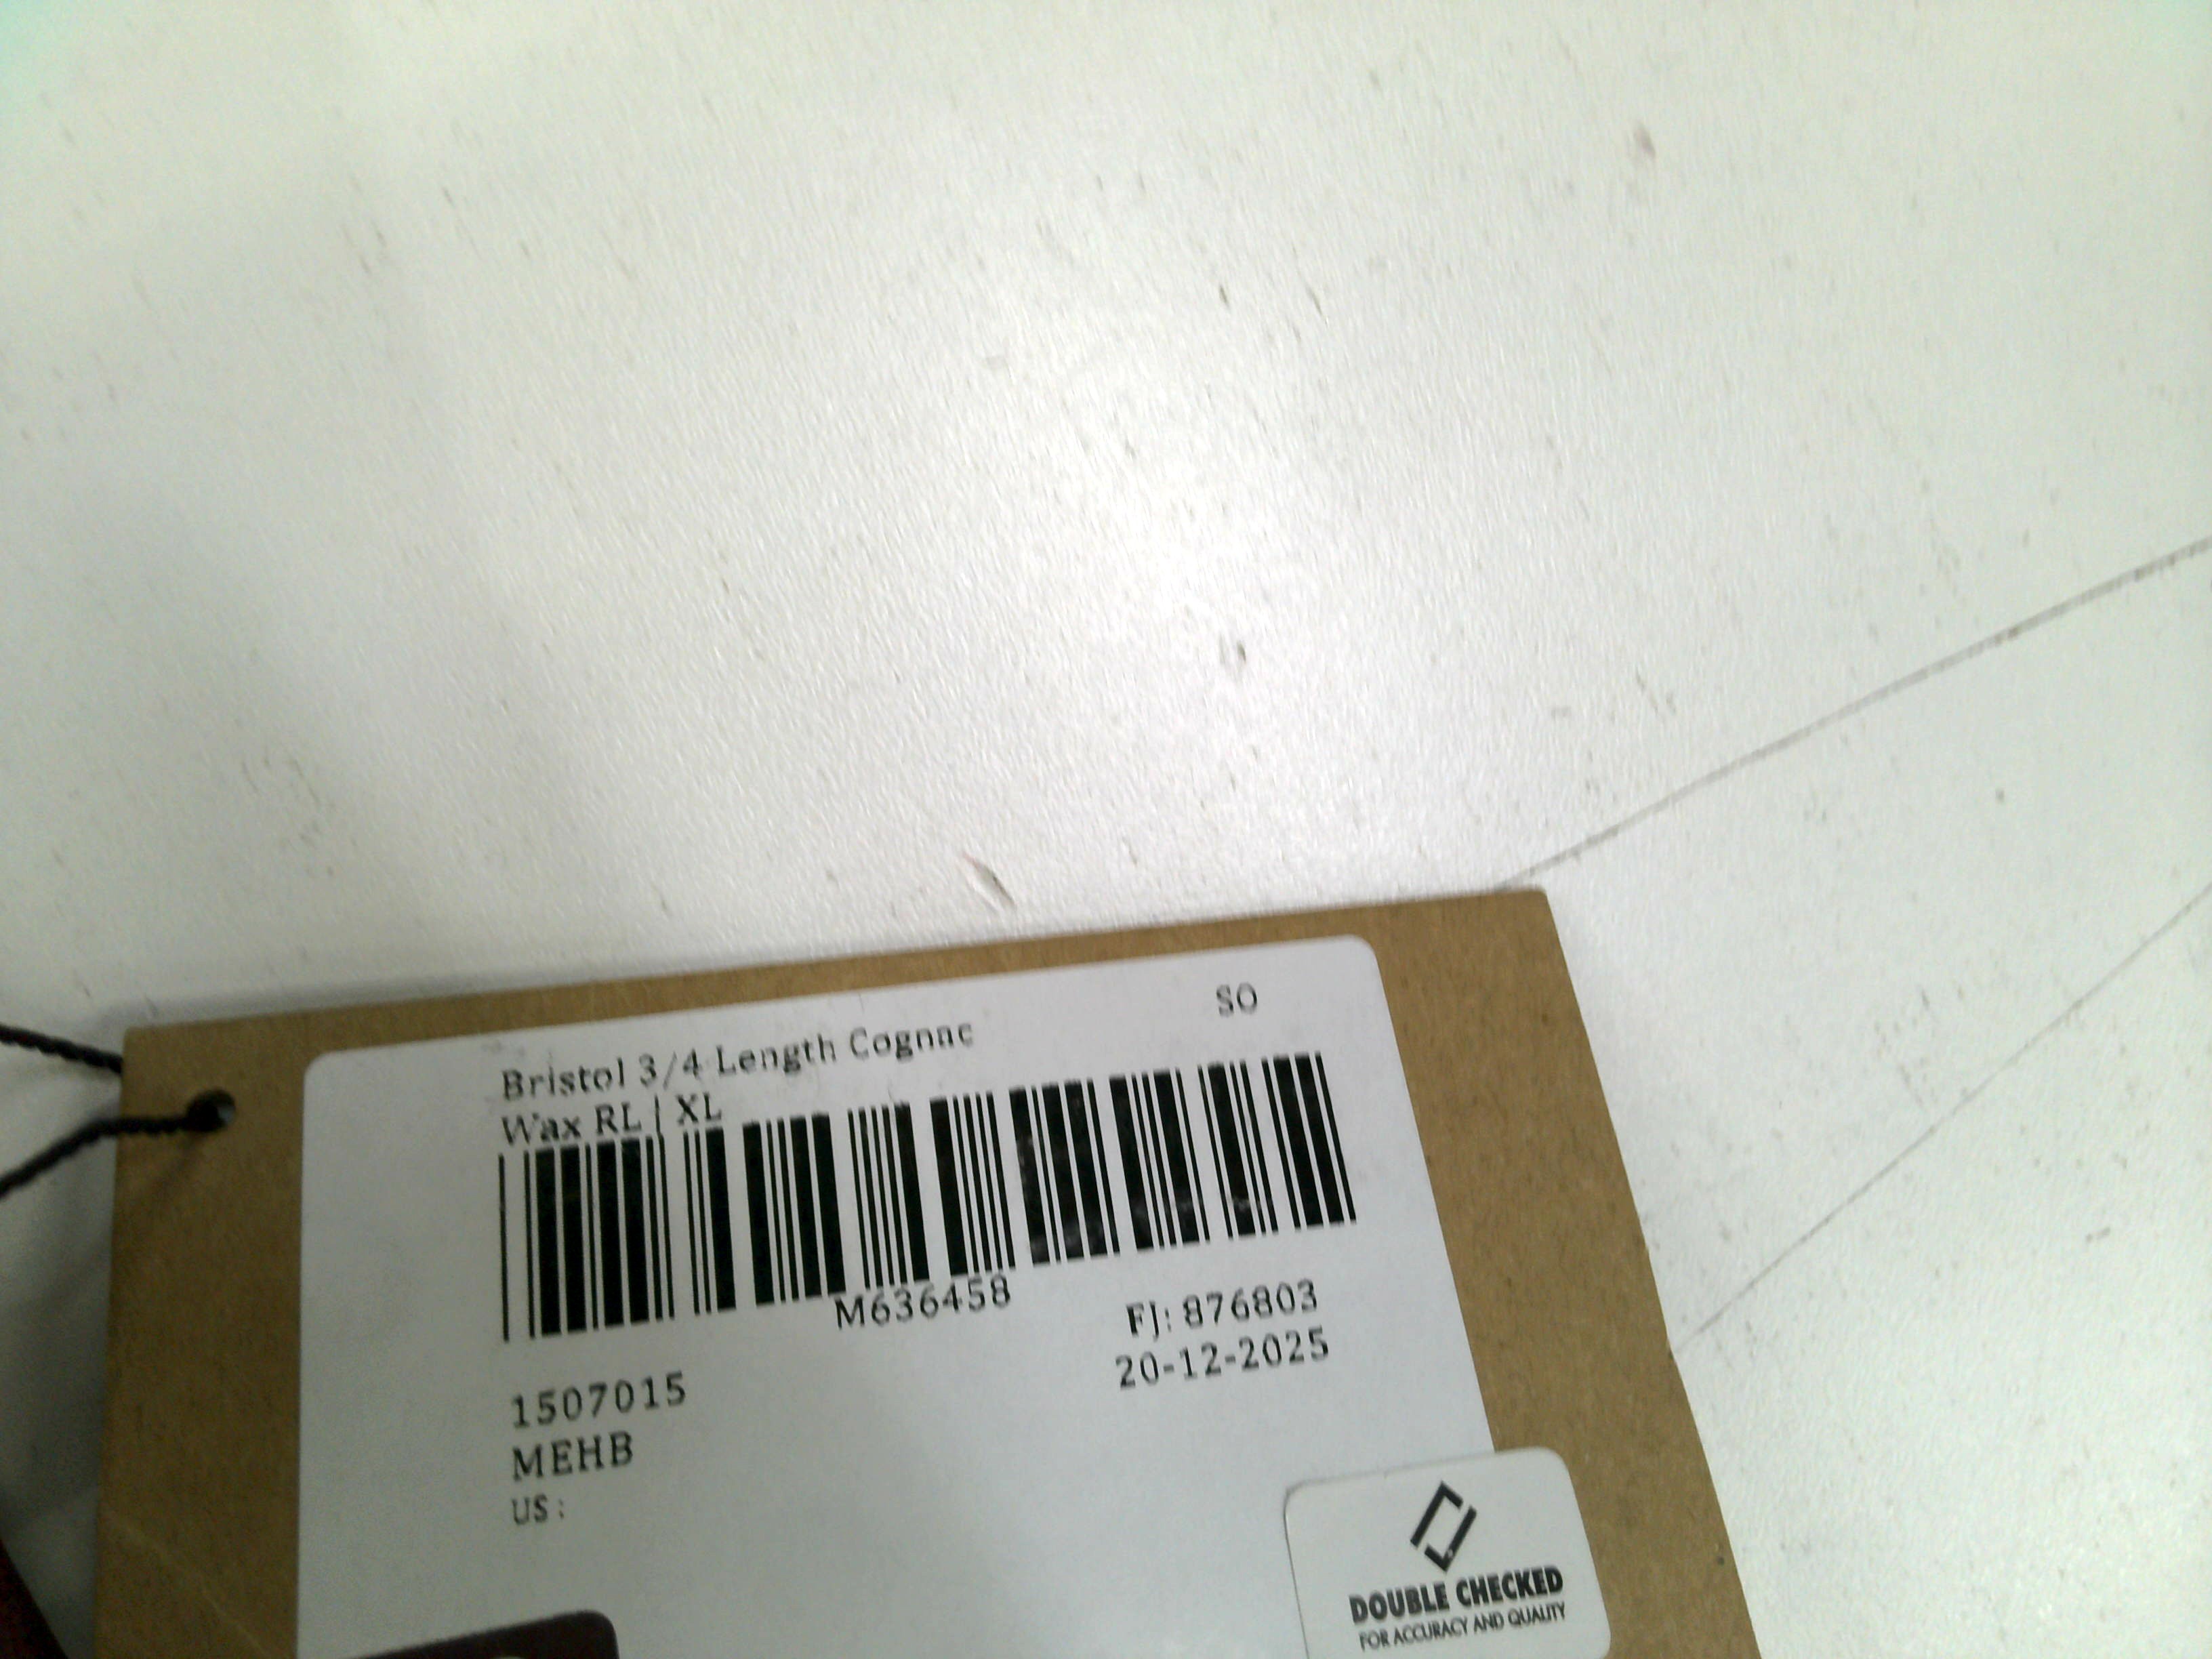 SO
Bristol 3/4 Length Cognac
Wax RL | XL
M636458
FJ: 876803
20-12-2025
1507015
MEHB
US :
DOUBLE CHECKED
FOR ACCURACY AND QUALITY